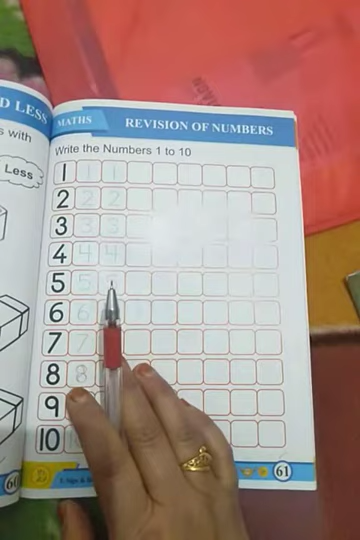 D LESS
s with
Less
60
MATHS
REVISION OF NUMBERS
Write the Numbers 1 to 10
1 1 1
2 2 2
3 3 3
4 4 4
5 5
6 6
7 7
8 8
9
10
61